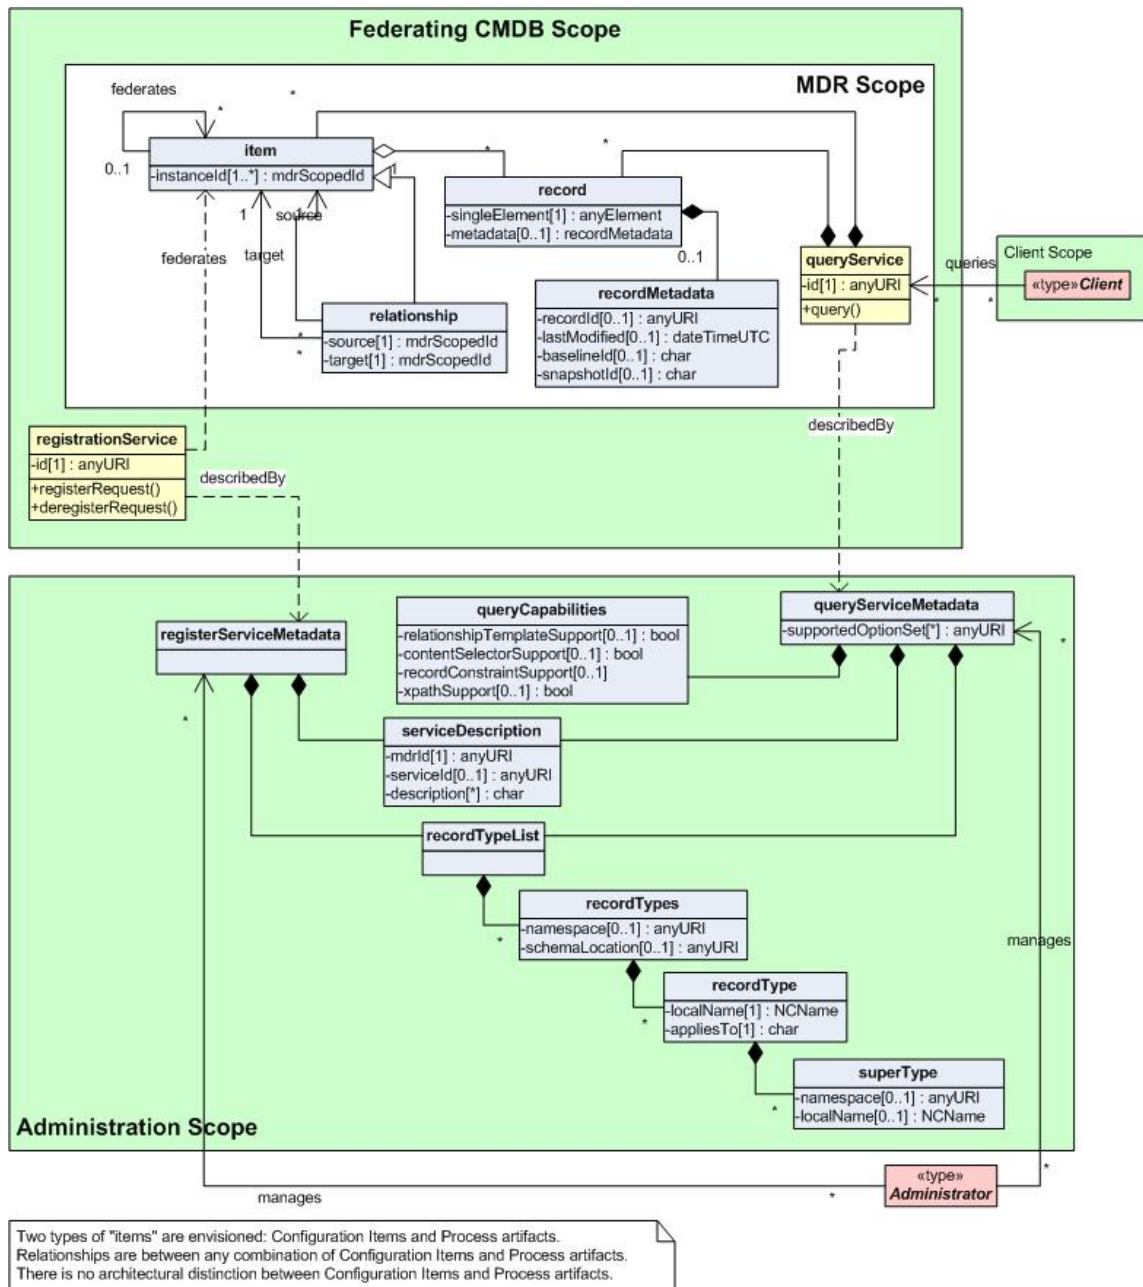 Federating CMDB Scope
MDR Scope
federates
*
*
0..1
item
-instanceId[1..*] : mdrScopedId
1
*
*
record
-singleElement[1] : anyElement
-metadata[0..1] : recordMetadata
0..1
1
1
source
target
federates
recordMetadata
-recordId[0..1] : anyURI
-lastModified[0..1] : dateTimeUTC
-baselineId[0..1] : char
-snapshotId[0..1] : char
queryService
-id[1] : anyURI
+query()
queries
*
*
Client Scope
«type»Client
relationship
-source[1] : mdrScopedId
-target[1] : mdrScopedId
*
*
registrationService
-id[1] : anyURI
+registerRequest()
+deregisterRequest()
describedBy
describedBy
registerServiceMetadata
queryCapabilities
-relationshipTemplateSupport[0..1] : bool
-contentSelectorSupport[0..1] : bool
-recordConstraintSupport[0..1]
-xpathSupport[0..1] : bool
queryServiceMetadata
-supportedOptionSet[*] : anyURI
*
*
serviceDescription
-mdrId[1] : anyURI
-serviceId[0..1] : anyURI
-description[*] : char
recordTypeList
*
recordTypes
-namespace[0..1] : anyURI
-schemaLocation[0..1] : anyURI
*
recordType
-localName[1] : NCName
-appliesTo[1] : char
*
superType
-namespace[0..1] : anyURI
-localName[0..1] : NCName
manages
Administration Scope
manages
*
*
«type»
Administrator
Two types of "items" are envisioned: Configuration Items and Process artifacts.
Relationships are between any combination of Configuration Items and Process artifacts.
There is no architectural distinction between Configuration Items and Process artifacts.